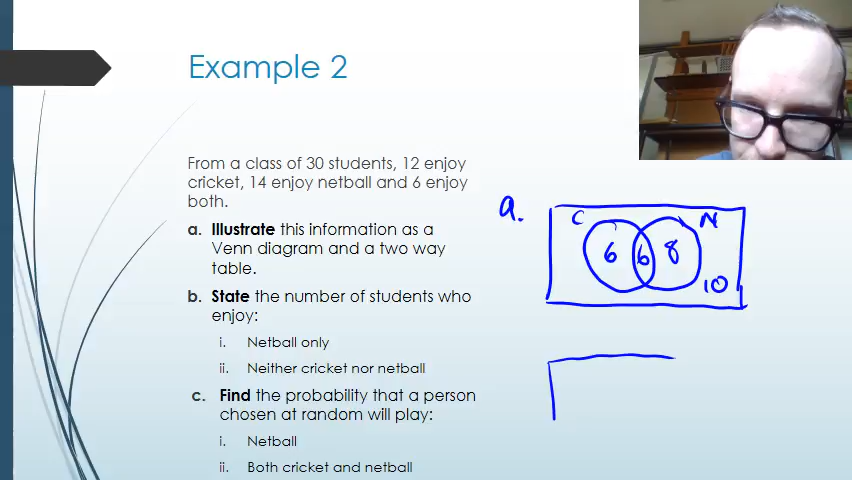 Example 2
From a class of 30 students, 12 enjoy
cricket, 14 enjoy netball and 6 enjoy
both.
a. Illustrate this information as a
Venn diagram and a two way
table.
b. State the number of students who
enjoy:
i. Netball only
ii. Neither cricket nor netball
c. Find the probability that a person
chosen at random will play:
i. Netball
ii. Both cricket and netball
a.
C N
6 6 8
10